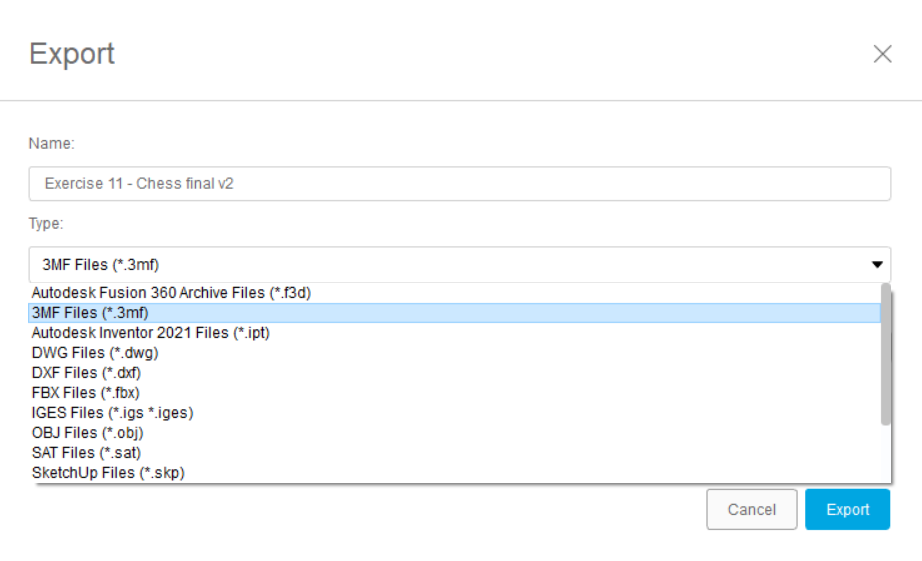 Export
Name:
Exercise 11 - Chess final v2
Type:
3MF Files (*.3mf)
Autodesk Fusion 360 Archive Files (*.f3d)
3MF Files (*.3mf)
Autodesk Inventor 2021 Files (*.ipt)
DWG Files (*.dwg)
DXF Files (*.dxf)
FBX Files (*.fbx)
IGES Files (*.igs *.iges)
OBJ Files (*.obj)
SAT Files (*.sat)
SketchUp Files (*.skp)
Cancel Export